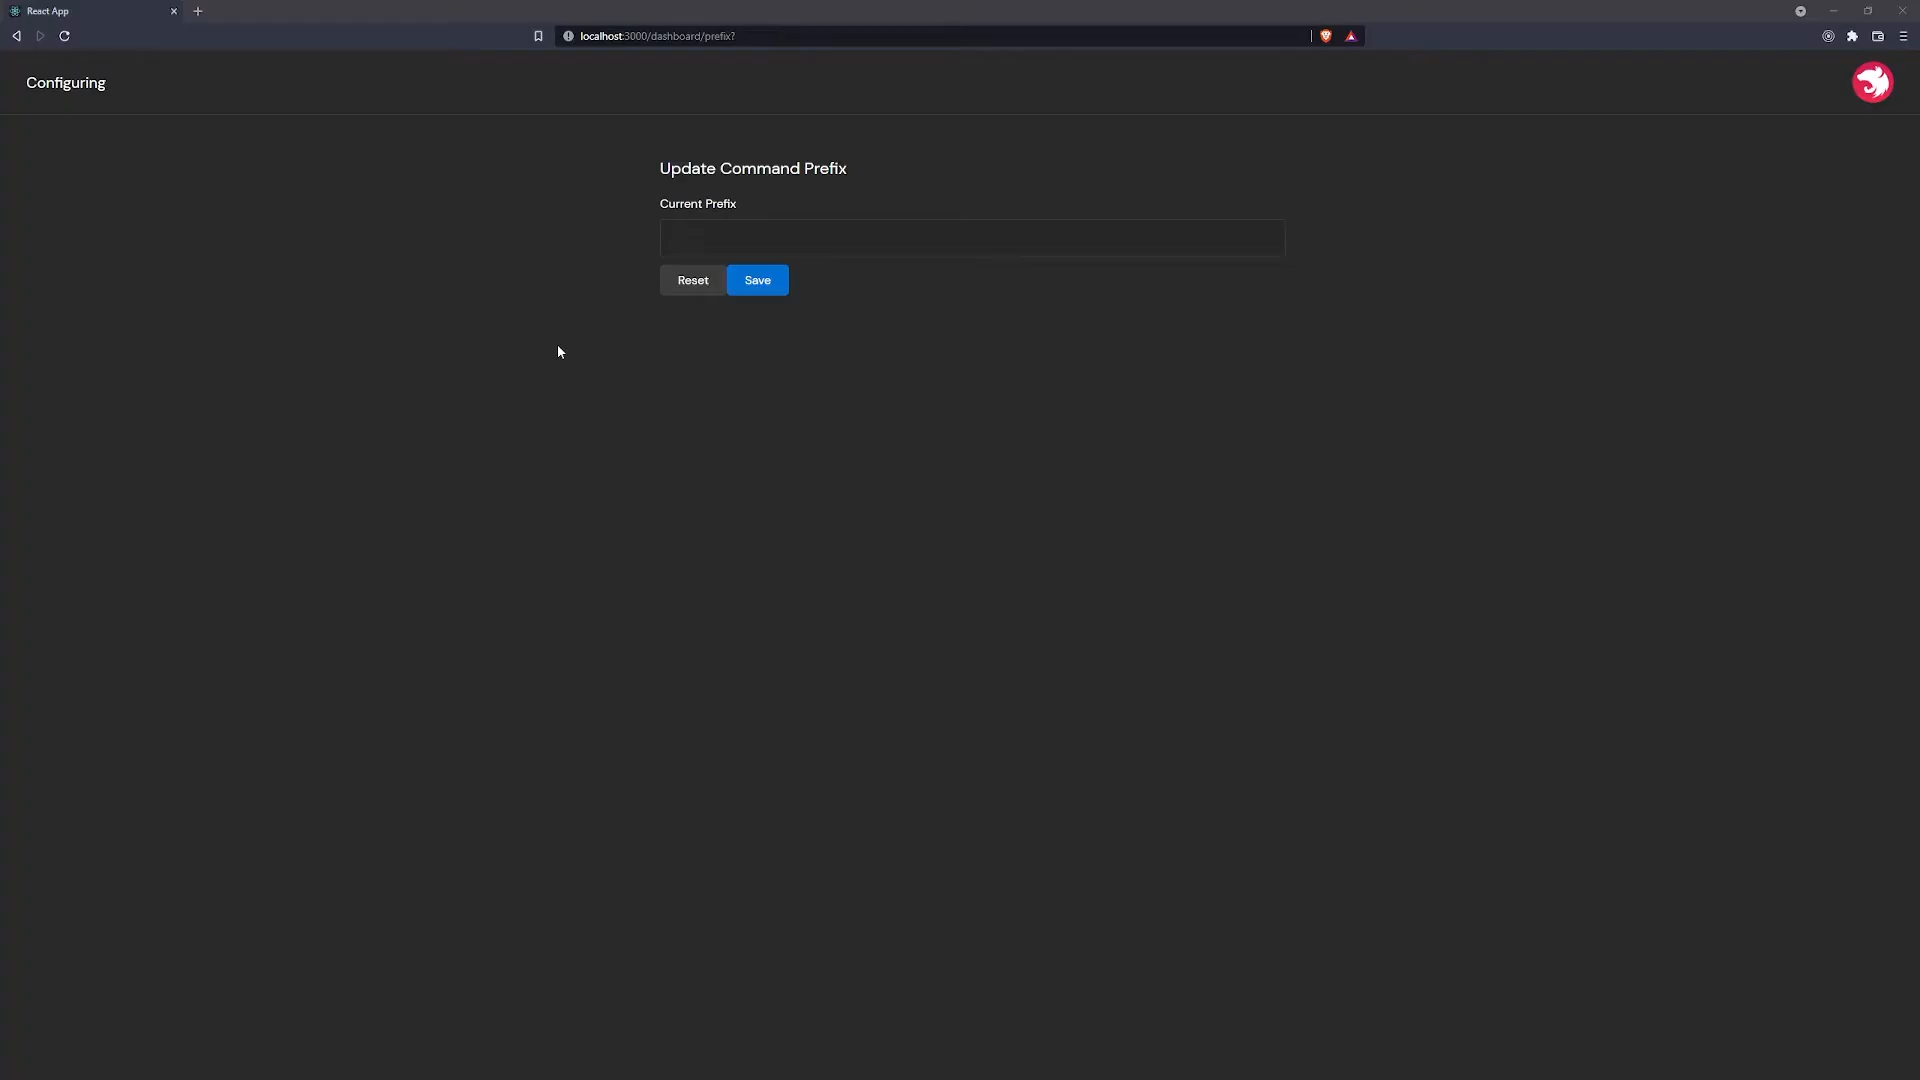 React App
localhost:3000/dashboard/prefix?
Configuring
Update Command Prefix
Current Prefix
Reset
Save